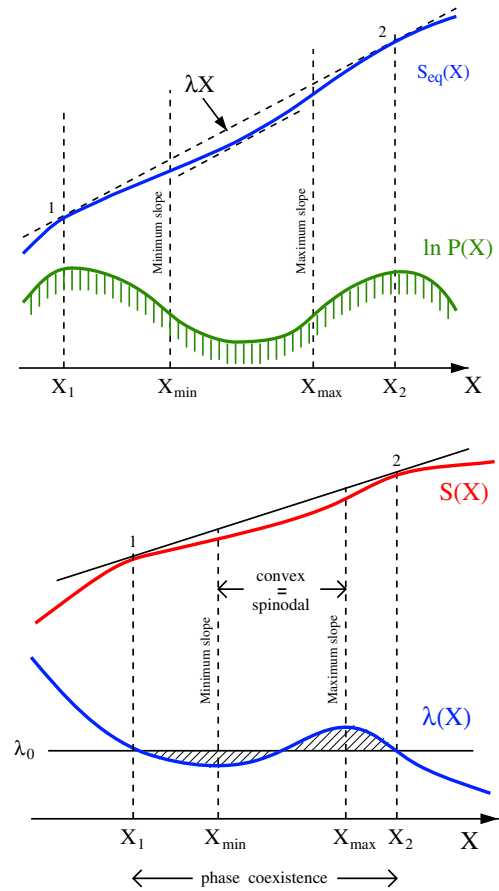 2
S_eq(X)
λX
1
Minimum slope
Maximum slope
ln P(X)
X_1 X_min X_max X_2 X
2
S(X)
1
convex
=
spinodal
Minimum slope
Maximum slope
λ(X)
λ_0
X_1 X_min X_max X_2 X
phase coexistence